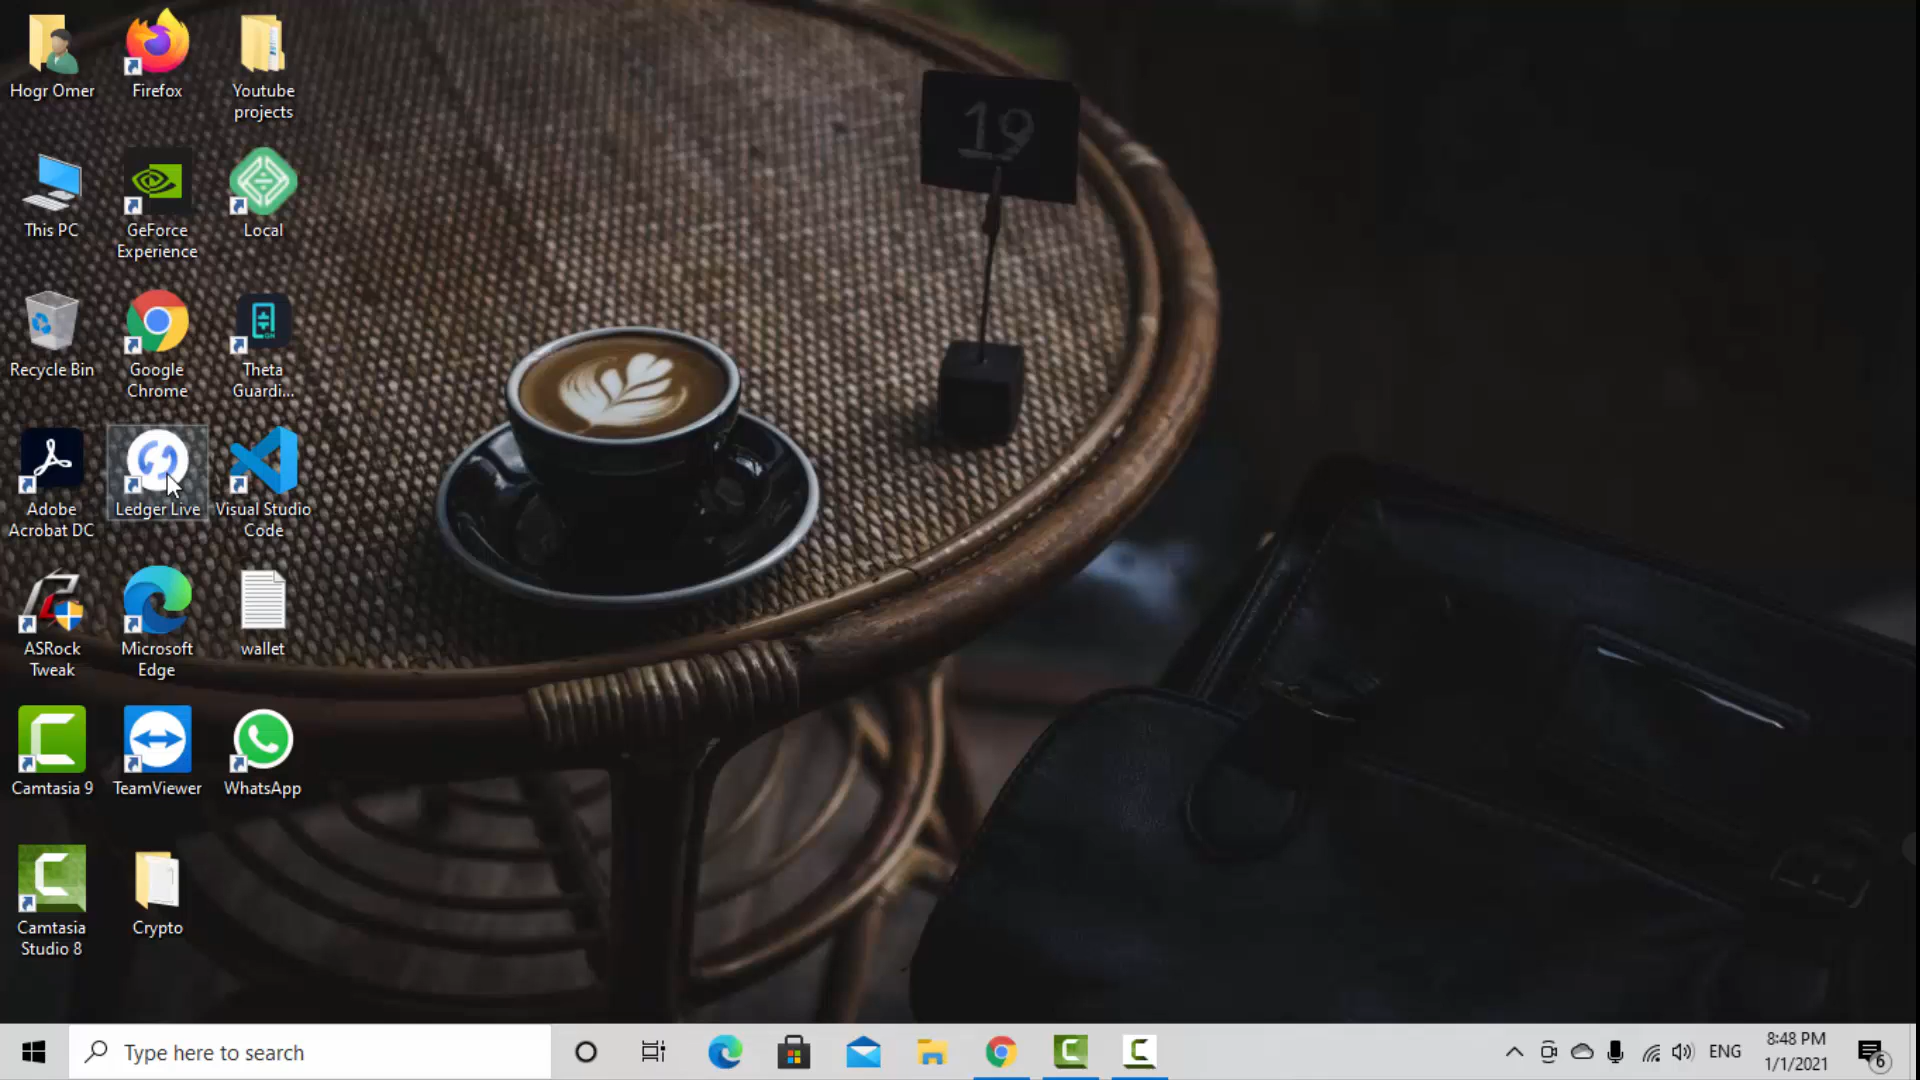 Hogr Omer
Firefox
Youtube
projects
19
This PC
GeForce
Experience
Local
Recycle Bin
Google
Chrome
Theta
Guardi...
Adobe
Acrobat DC
Ledger Live
Visual Studio
Code
ASRock
Tweak
Microsoft
Edge
wallet
Camtasia 9
TeamViewer
WhatsApp
Camtasia
Studio 8
Crypto
Type here to search
ENG
8:48 PM
1/1/2021
6